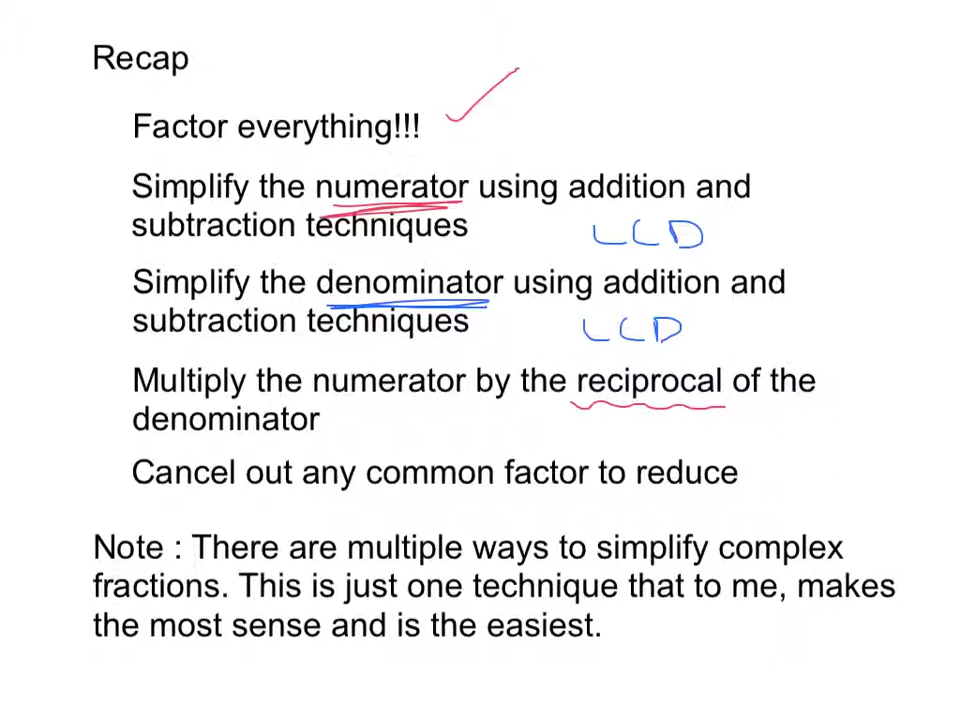 Recap
Factor everything!!!
Simplify the numerator using addition and
subtraction techniques
LCD
Simplify the denominator using addition and
subtraction techniques
LCD
Multiply the numerator by the reciprocal of the
denominator
Cancel out any common factor to reduce
Note : There are multiple ways to simplify complex
fractions. This is just one technique that to me, makes
the most sense and is the easiest.